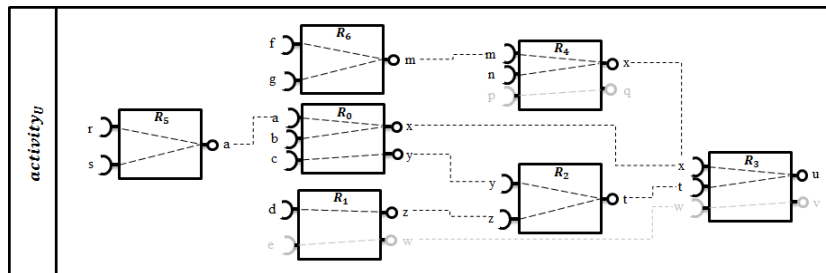 activity_U
R_5
r
s
a
R_6
f
g
m
R_0
a
b
c
x
y
R_1
d
e
z
w
R_4
m
n
p
x
q
R_2
y
z
t
R_3
x
t
w
u
v